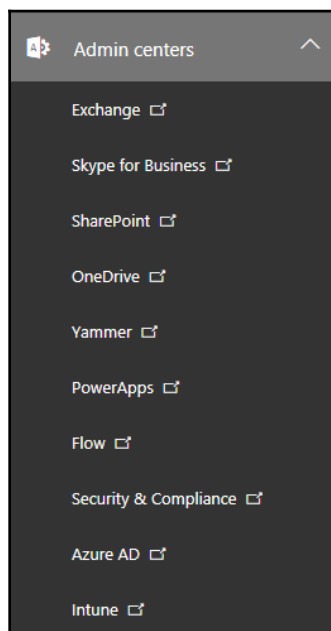 Admin centers
Exchange
Skype for Business
SharePoint
OneDrive
Yammer
PowerApps
Flow
Security & Compliance
Azure AD
Intune